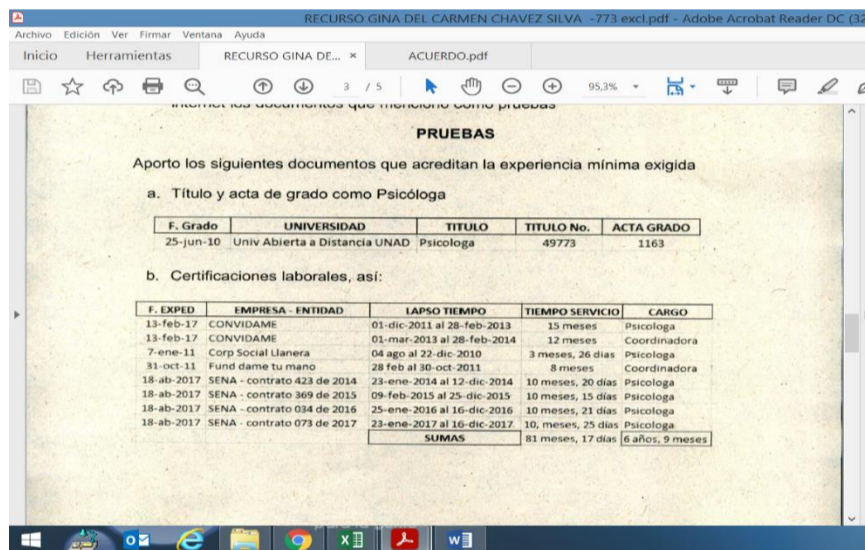 RECURSO GINA DEL CARMEN CHAVEZ SILVA -773 excl.pdf - Adobe Acrobat Reader DC (32
Archivo Edición Ver Firmar Ventana Ayuda
Inicio Herramientas RECURSO GINA DE... × ACUERDO.pdf
3 / 5 95,3%
Internet los documentos que menciono como pruebas
PRUEBAS
Aporto los siguientes documentos que acreditan la experiencia mínima exigida
a. Título y acta de grado como Psicóloga
F. Grado UNIVERSIDAD TITULO TITULO No. ACTA GRADO
25-jun-10 Univ Abierta a Distancia UNAD Psicologa 49773 1163
b. Certificaciones laborales, así:
F. EXPED EMPRESA - ENTIDAD LAPSO TIEMPO TIEMPO SERVICIO CARGO
13-feb-17 CONVIDAME 01-dic-2011 al 28-feb-2013 15 meses Psicologa
13-feb-17 CONVIDAME 01-mar-2013 al 28-feb-2014 12 meses Coordinadora
7-ene-11 Corp Social Llanera 04 ago al 22-dic-2010 3 meses, 26 dias Psicologa
31-oct-11 Fund dame tu mano 28 feb al 30-oct-2011 8 meses Coordinadora
18-ab-2017 SENA - contrato 423 de 2014 23-ene-2014 al 12-dic-2014 10 meses, 20 días Psicologa
18-ab-2017 SENA - contrato 369 de 2015 09-feb-2015 al 25-dic-2015 10 meses, 15 días Psicologa
18-ab-2017 SENA - contrato 034 de 2016 25-ene-2016 al 16-dic-2016 10 meses, 21 días Psicologa
18-ab-2017 SENA - contrato 073 de 2017 23-ene-2017 al 16-dic-2017 10, meses, 25 días Psicologa
SUMAS 81 meses, 17 días 6 años, 9 meses